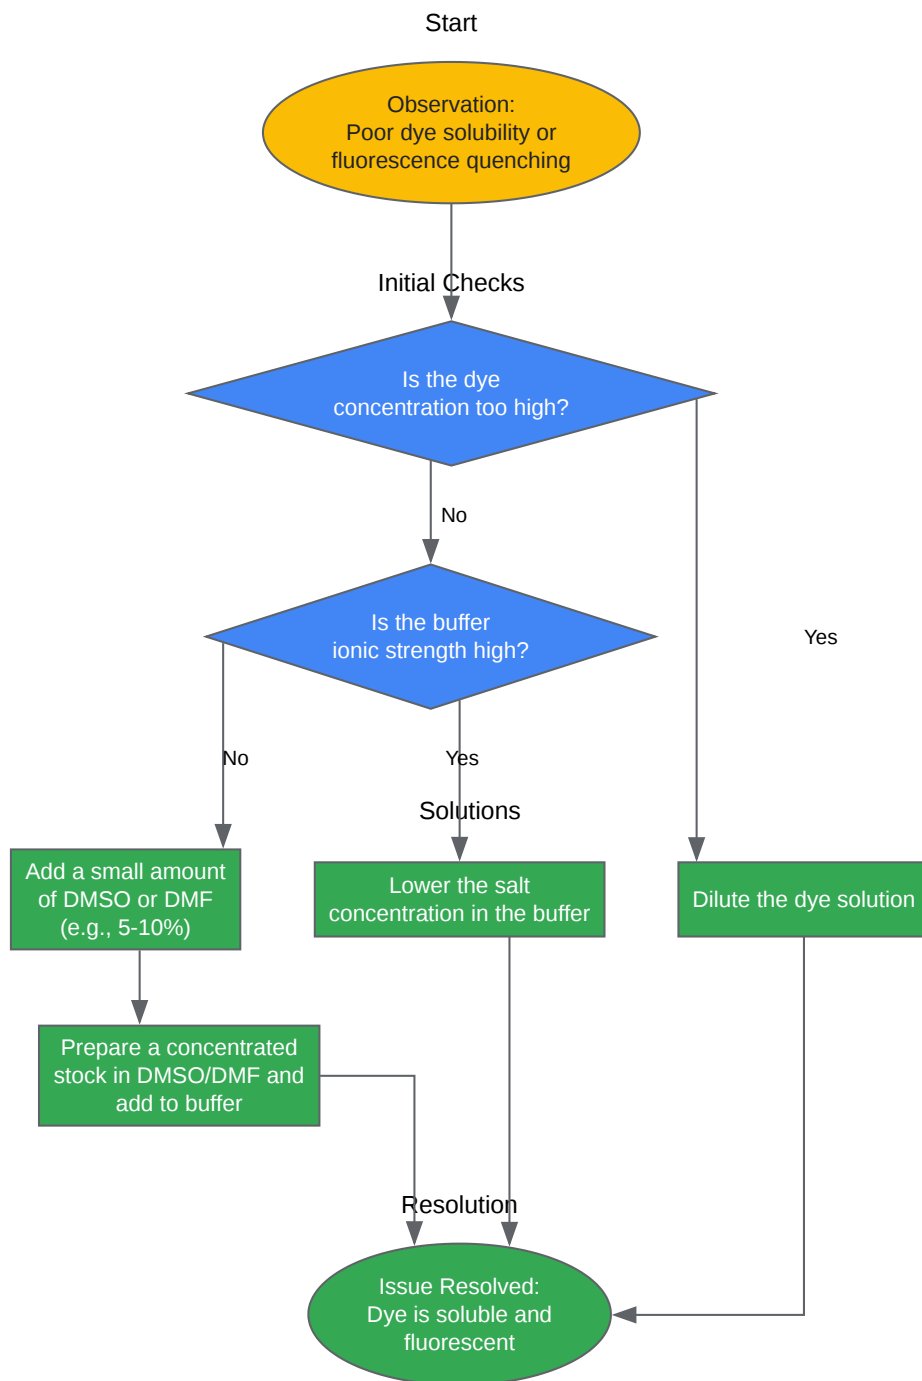 Start
Observation:
Poor dye solubility or
fluorescence quenching
Initial Checks
Is the dye
concentration too high?
No
Is the buffer
ionic strength high?
Yes
No
Yes
Solutions
Add a small amount
of DMSO or DMF
(e.g., 5-10%)
Lower the salt
concentration in the buffer
Dilute the dye solution
Prepare a concentrated
stock in DMSO/DMF and
add to buffer
Resolution
Issue Resolved:
Dye is soluble and
fluorescent